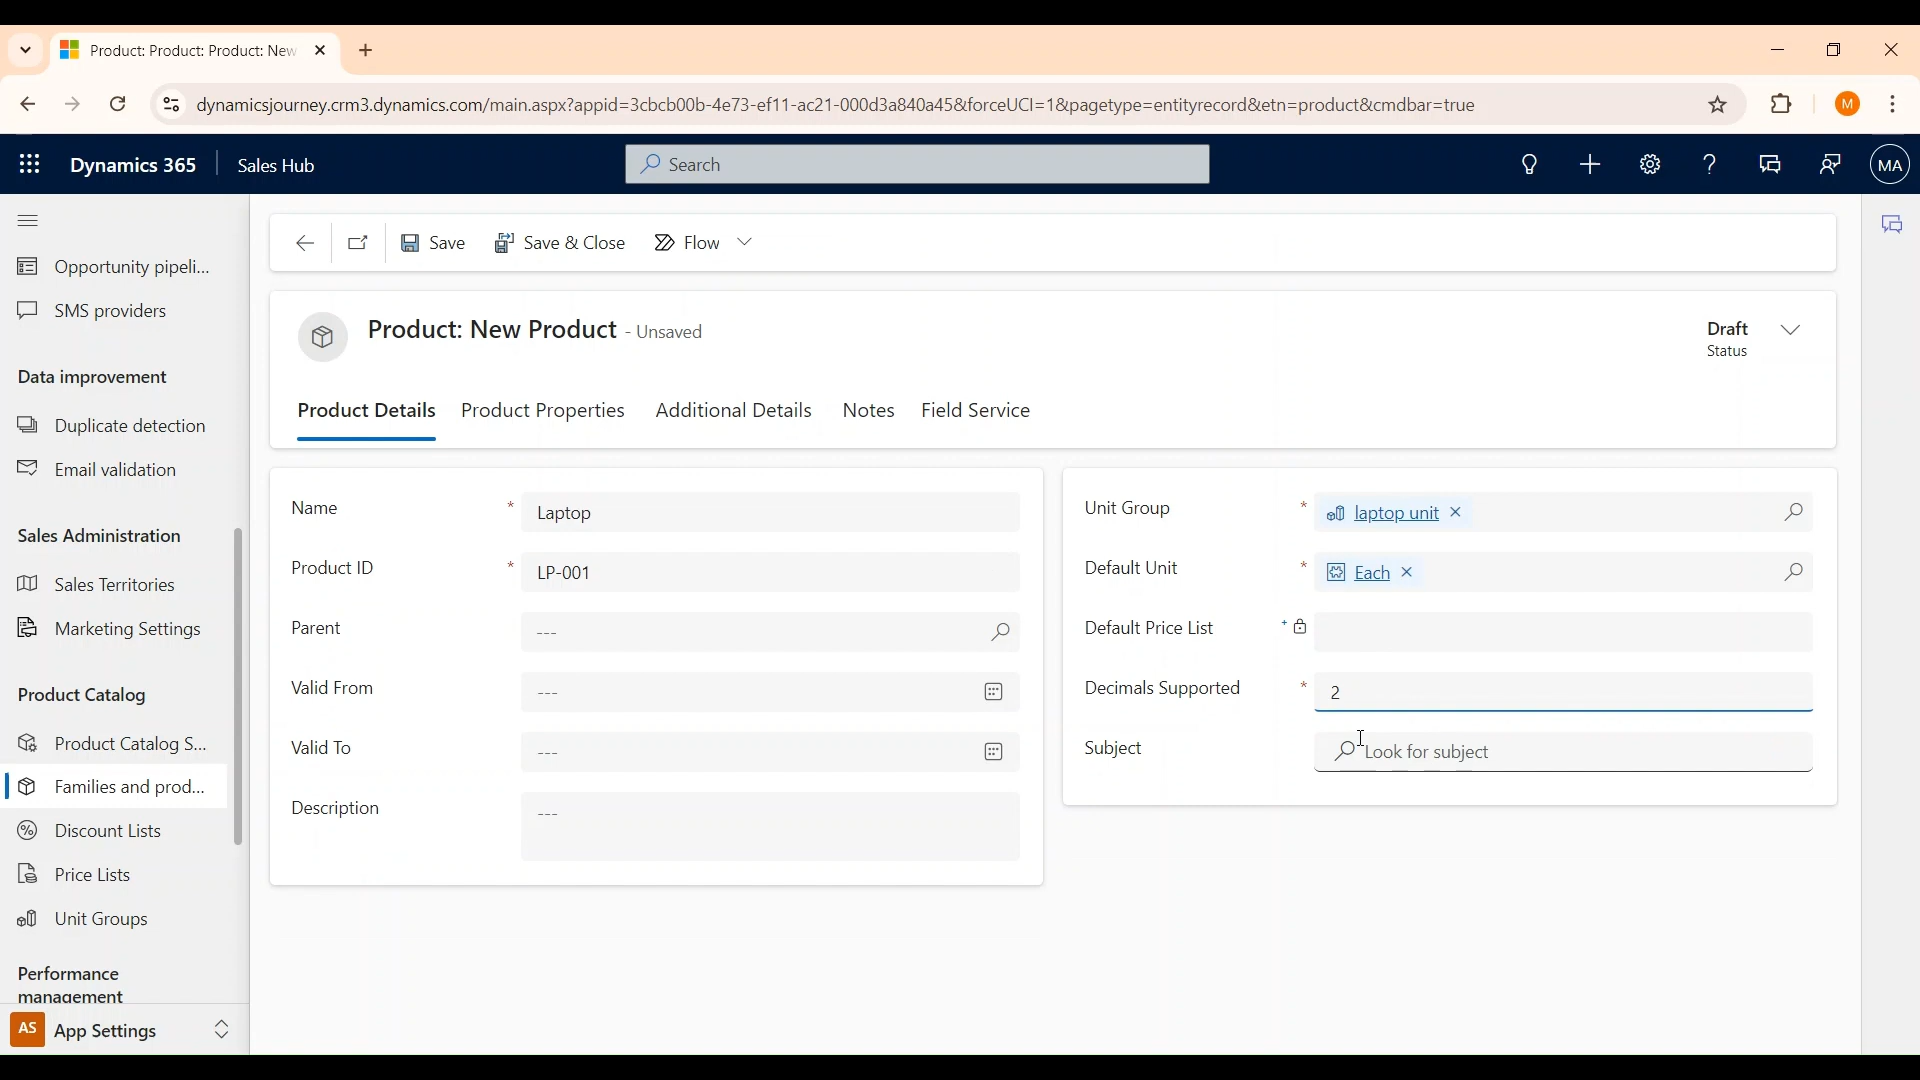 Product: Product: Product: New
dynamicsjourney.crm3.dynamics.com/main.aspx?appid=3cbcb00b-4e73-ef11-ac21-000d3a840a45&forceUCI=1&pagetype=entityrecord&etn=product&cmdbar=true
M
Dynamics 365
Sales Hub
Search
MA
Opportunity pipeli...
SMS providers
Data improvement
Duplicate detection
Email validation
Sales Administration
Sales Territories
Marketing Settings
Product Catalog
Product Catalog S...
Families and prod...
Discount Lists
Price Lists
Unit Groups
Performance
management
AS App Settings
Save
Save & Close
Flow
Product: New Product - Unsaved
Draft
Status
Product Details
Product Properties
Additional Details
Notes
Field Service
Name * Laptop
Product ID * LP-001
Parent ---
Valid From ---
Valid To ---
Description ---
Unit Group * laptop unit
Default Unit * Each
Default Price List +
Decimals Supported * 2
Subject Look for subject